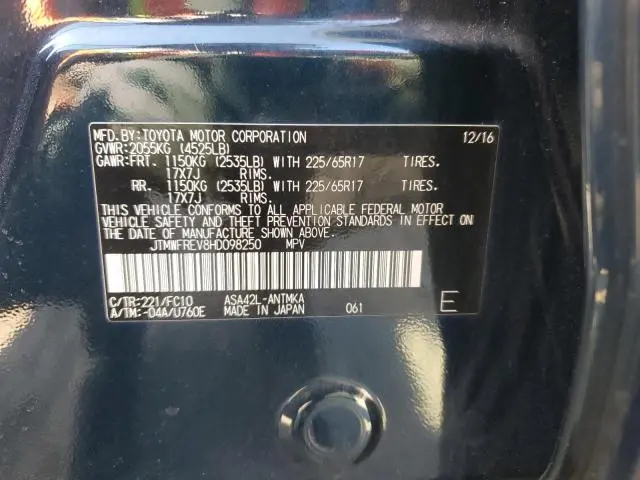 MFD.BY:TOYOTA MOTOR CORPORATION 12/16
GVWR:2055KG (4525LB)
GAWR:FRT. 1150KG (2535LB) WITH 225/65R17 TIRES.
17X7J RIMS.
RR. 1150KG (2535LB) WITH 225/65R17 TIRES.
17X7J RIMS.
THIS VEHICLE CONFORMS TO ALL APPLICABLE FEDERAL MOTOR
VEHICLE SAFETY AND THEFT PREVENTION STANDARDS IN EFFECT
ON THE DATE OF MANUFACTURE SHOWN ABOVE.
JTMWFREV8HD098250 MPV
C/TR:221/FC10 ASA42L-ANTMKA
A/TM:-04A/U760E MADE IN JAPAN 061 E